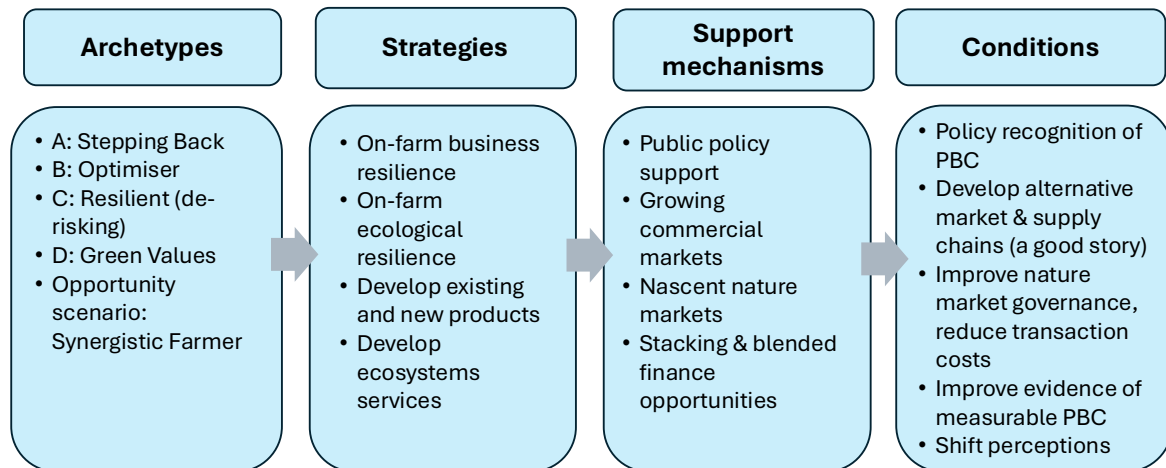 Archetypes
• A: Stepping Back
• B: Optimiser
• C: Resilient (de-
risking)
• D: Green Values
• Opportunity
scenario:
Synergistic Farmer
Strategies
• On-farm business
resilience
• On-farm
ecological
resilience
• Develop existing
and new products
• Develop
ecosystems
services
Support
mechanisms
• Public policy
support
• Growing
commercial
markets
• Nascent nature
markets
• Stacking & blended
finance
opportunities
Conditions
• Policy recognition of
PBC
• Develop alternative
market & supply
chains (a good story)
• Improve nature
market governance,
reduce transaction
costs
• Improve evidence of
measurable PBC
• Shift perceptions